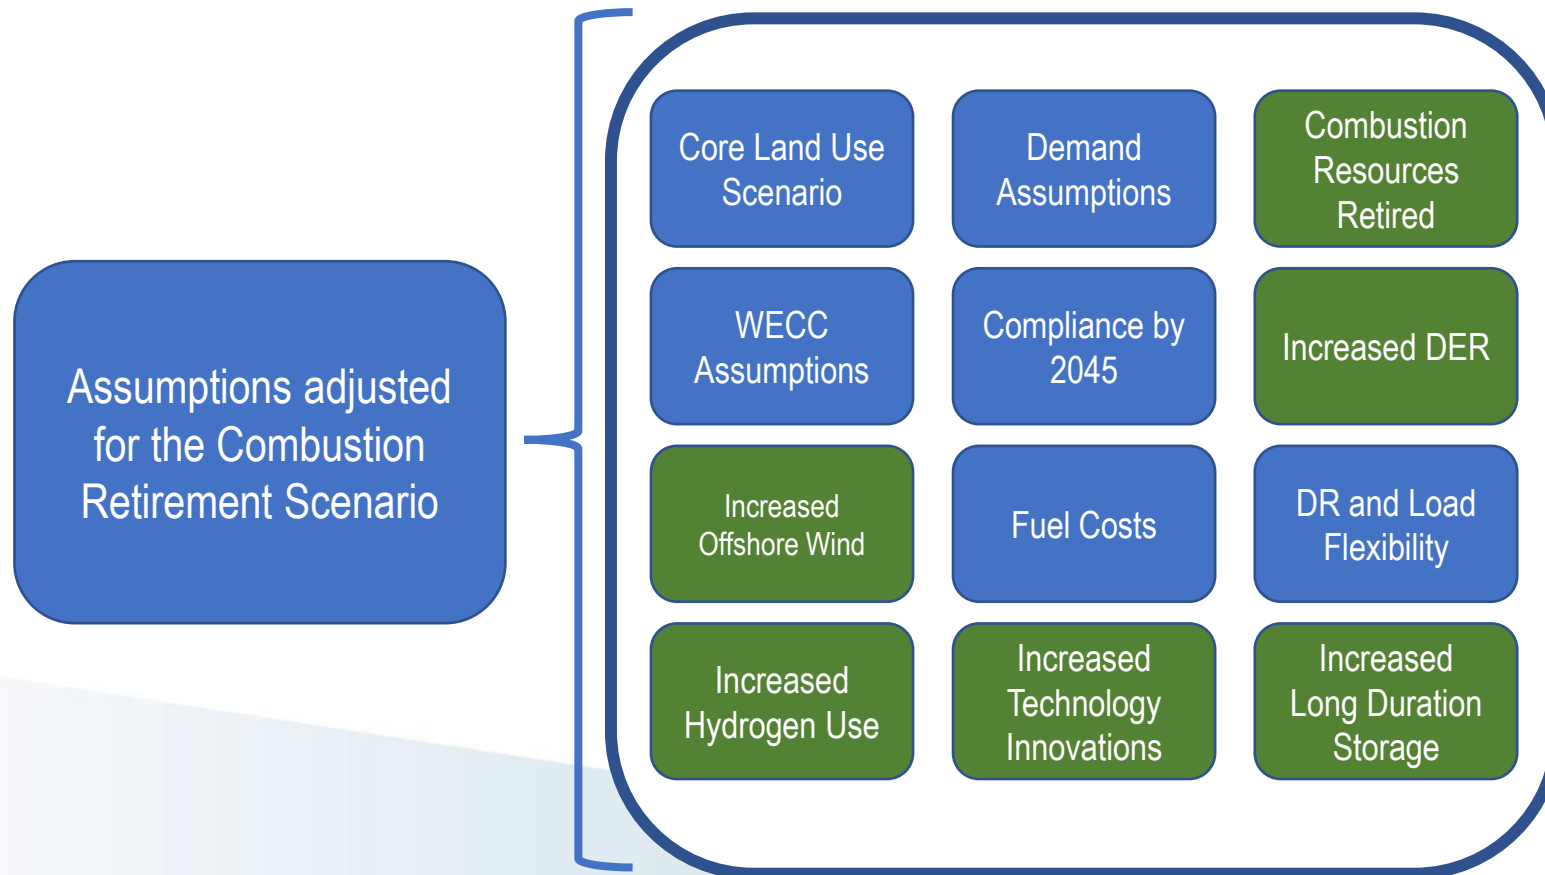 Assumptions adjusted
for the Combustion
Retirement Scenario
Core Land Use
Scenario
Demand
Assumptions
Combustion
Resources
Retired
WECC
Assumptions
Compliance by
2045
Increased DER
Increased
Offshore Wind
Fuel Costs
DR and Load
Flexibility
Increased
Hydrogen Use
Increased
Technology
Innovations
Increased
Long Duration
Storage